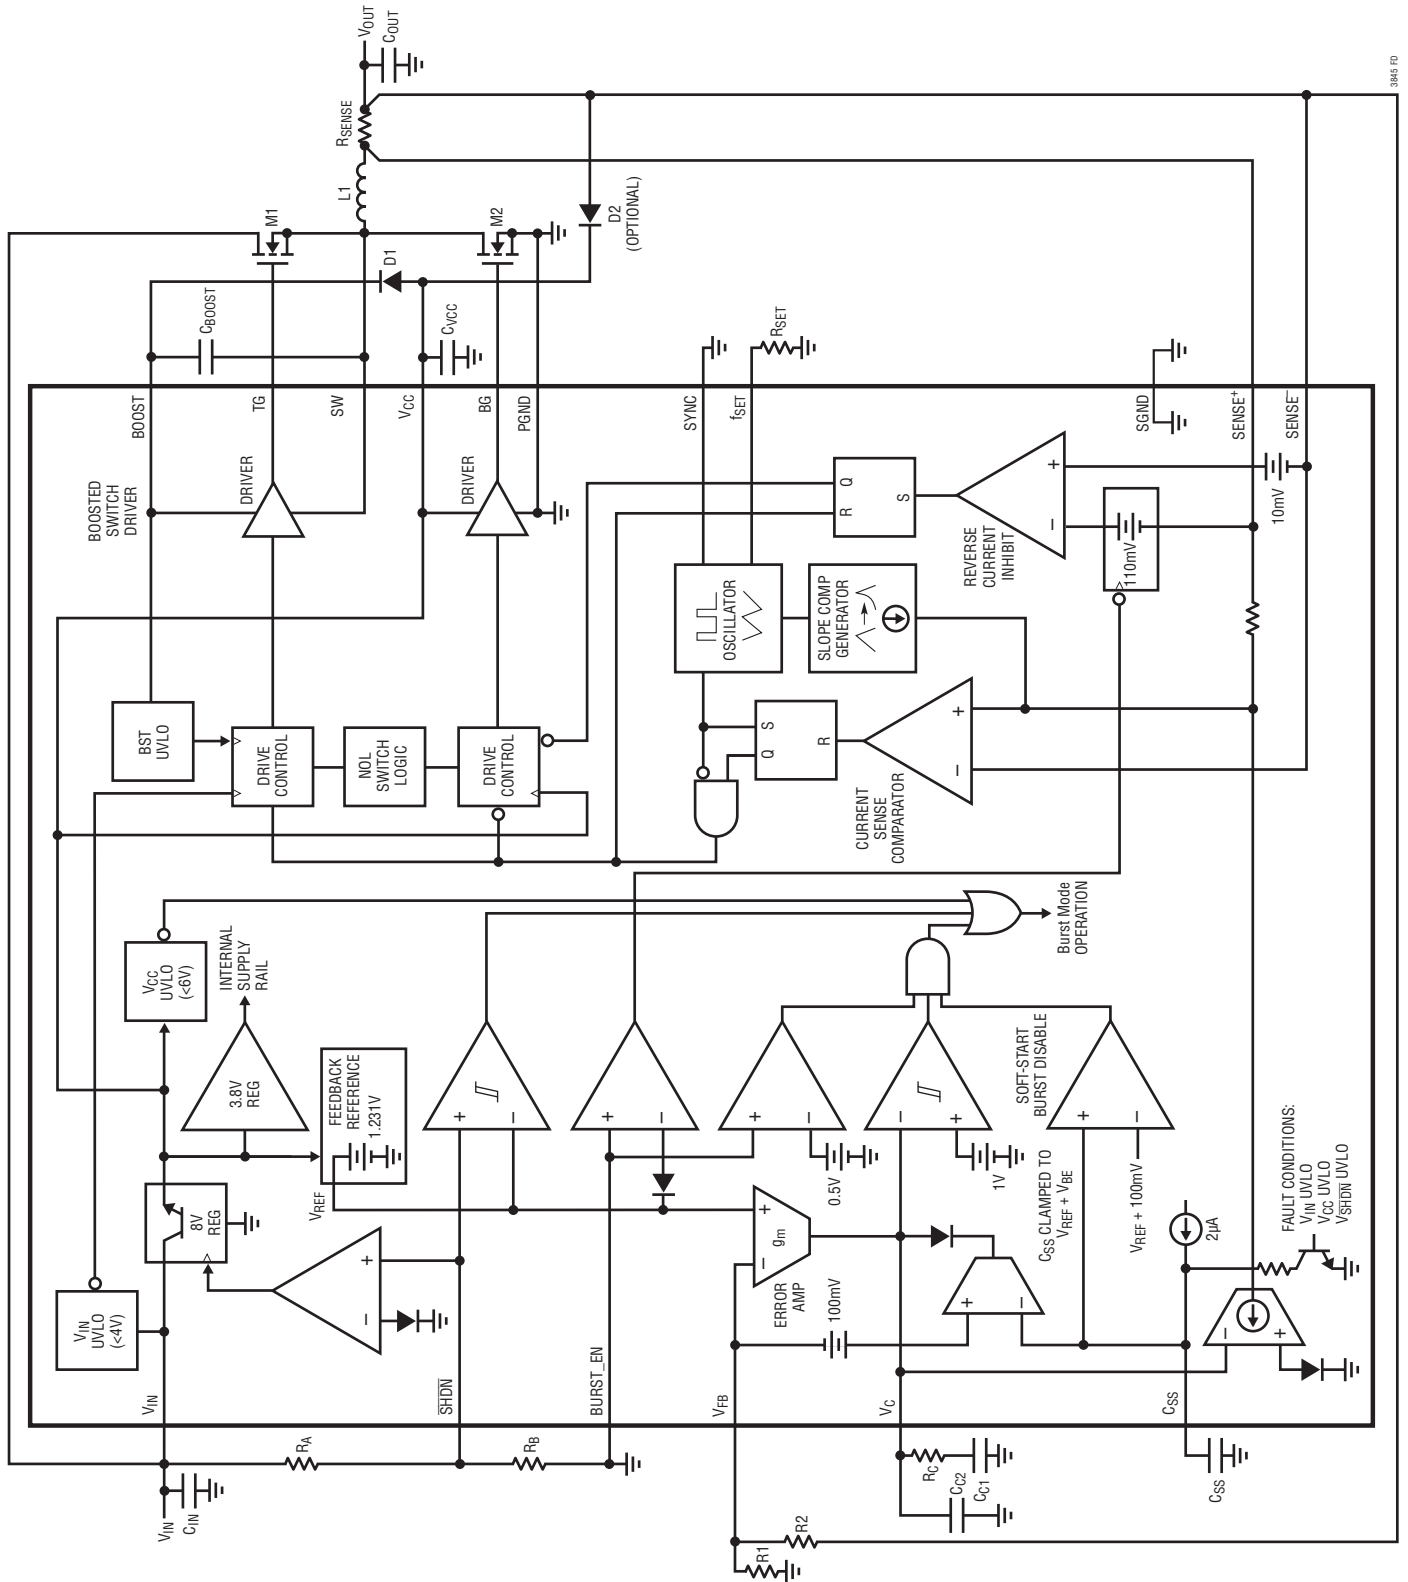 VIN
CIN
RA
RB
R1
R2
RC
CC2
CC1
CSS
VIN
SHDN
BURST_EN
VFB
VC
CSS
VIN
UVLO
(<4V)
8V
REG
VCC
UVLO
(<6V)
3.8V
REG
INTERNAL
SUPPLY
RAIL
FEEDBACK
REFERENCE
1.231V
VREF
+
–
+
–
+
–
+
–
0.5V
–
+
1V
+
–
SOFT-START
BURST DISABLE
VREF + 100mV
+
–
gm
ERROR
AMP
100mV
+
–
CSS CLAMPED TO
VREF + VBE
2µA
FAULT CONDITIONS:
VIN UVLO
VCC UVLO
VSHDN UVLO
–
+
Burst Mode
OPERATION
BST
UVLO
DRIVE
CONTROL
NOL
SWITCH
LOGIC
DRIVE
CONTROL
BOOSTED
SWITCH
DRIVER
DRIVER
DRIVER
S
Q
R
OSCILLATOR
SLOPE COMP
GENERATOR
+
–
CURRENT
SENSE
COMPARATOR
Q
R
S
+
–
REVERSE
CURRENT
INHIBIT
110mV
10mV
BOOST
TG
SW
VCC
BG
PGND
SYNC
fSET
SGND
SENSE+
SENSE–
CBOOST
D1
CVCC
M1
M2
L1
RSENSE
VOUT
COUT
D2
(OPTIONAL)
RSET
3845 FD